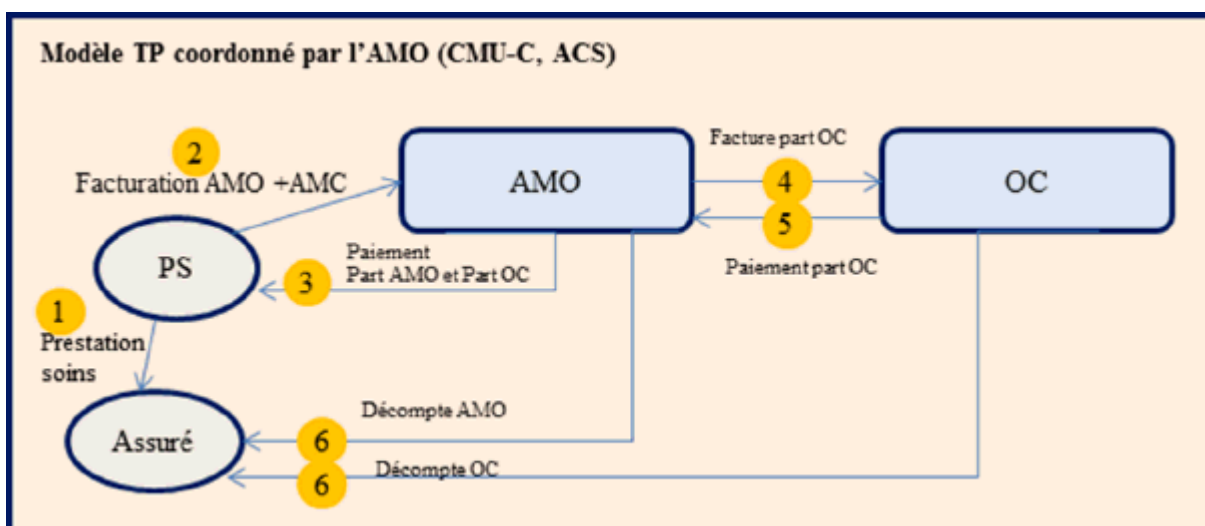 Modèle TP coordonné par l'AMO (CMU-C, ACS)
2
Facturation AMO +AMC
AMO
Facture part OC
4
OC
5
Paiement part OC
PS
Paiement
Part AMO et Part OC
3
1
Prestation
soins
Assuré
Décompte AMO
6
Décompte OC
6